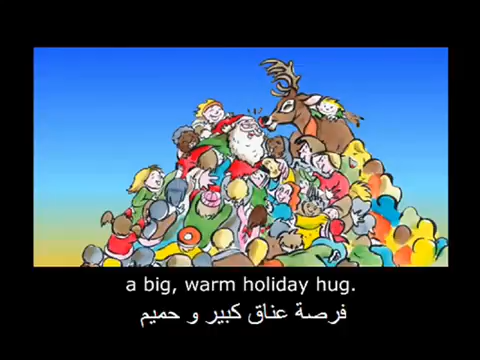 a big, warm holiday hug.
فرصة عناق كبير و حميم